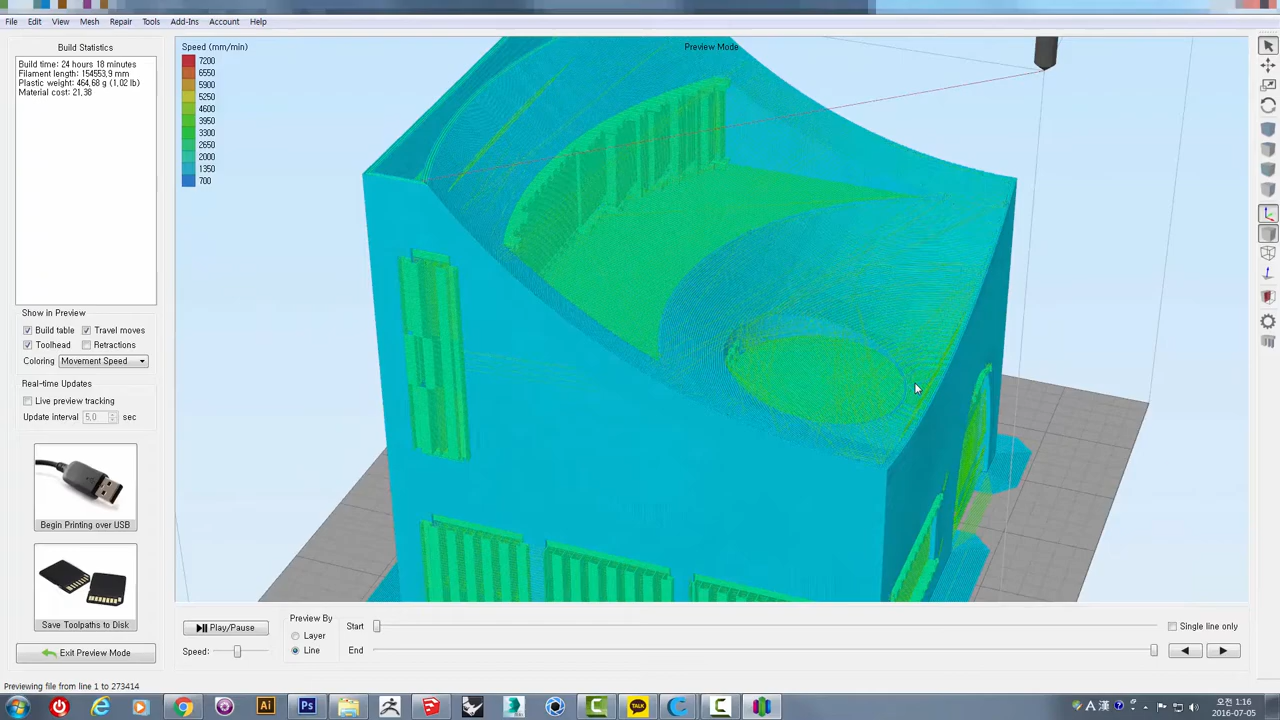 File Edit View Mesh Repair Tools Add-Ins Account Help
Build Statistics
Build time: 24 hours 18 minutes
Filament length: 154553,9 mm
Plastic weight: 464,68 g (1,02 lb)
Material cost: 21,38
Show in Preview
Build table Travel moves
Toolhead Retractions
Coloring Movement Speed
Real-time Updates
Live preview tracking
Update interval 5,0 sec
Begin Printing over USB
Save Toolpaths to Disk
Exit Preview Mode
Speed (mm/min)
7200
6550
5900
5250
4600
3950
3300
2650
2000
1350
700
Preview Mode
Play/Pause
Speed:
Preview By
Layer
Line
Start
End
Single line only
Previewing file from line 1 to 273414
Ai
Ps
TALK
A 漢
오전 1:16
2016-07-05